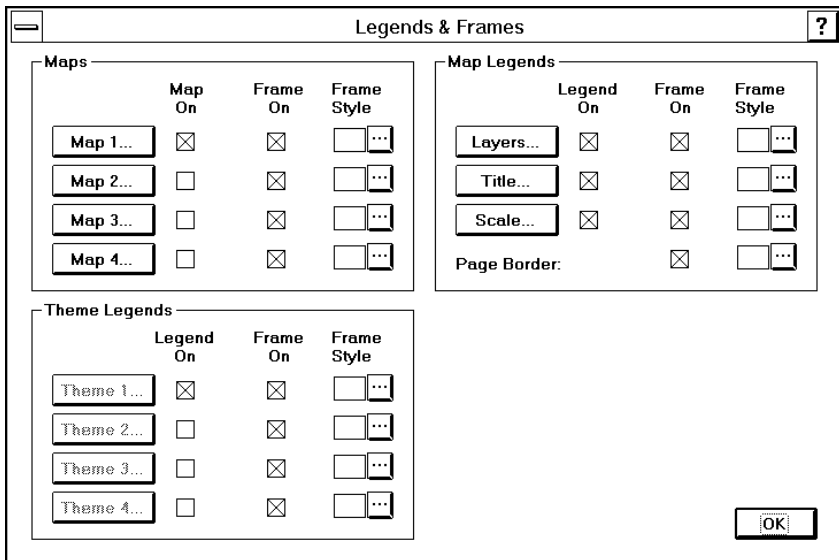 Legends & Frames
?
Maps
Map On
Frame On
Frame Style
Map 1...
...
Map 2...
...
Map 3...
...
Map 4...
...
Map Legends
Legend On
Frame On
Frame Style
Layers...
...
Title...
...
Scale...
...
Page Border:
...
Theme Legends
Legend On
Frame On
Frame Style
Theme 1...
...
Theme 2...
...
Theme 3...
...
Theme 4...
...
OK